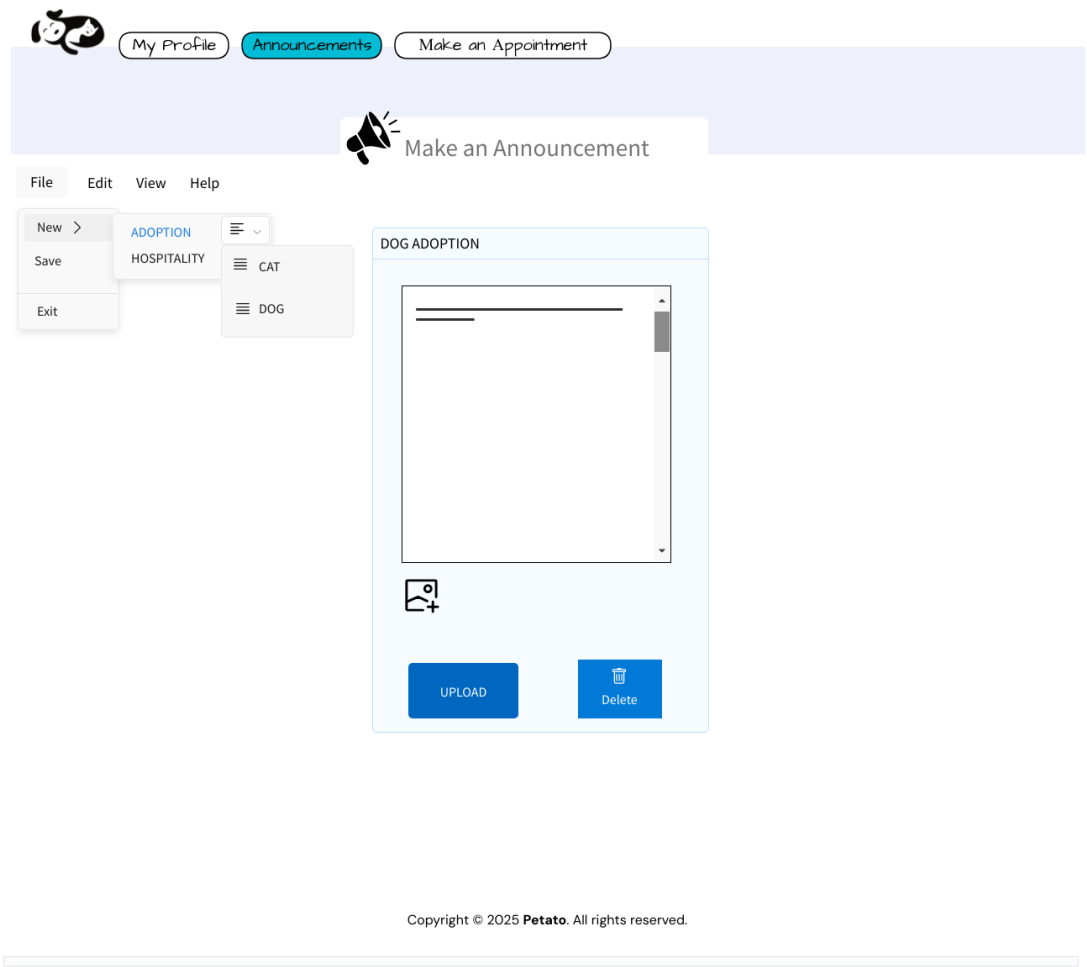 My Profile
Announcements
Make an Appointment
Make an Announcement
File
Edit
View
Help
New
Save
Exit
ADOPTION
HOSPITALITY
CAT
DOG
DOG ADOPTION
UPLOAD
Delete
Copyright © 2025 Petato. All rights reserved.